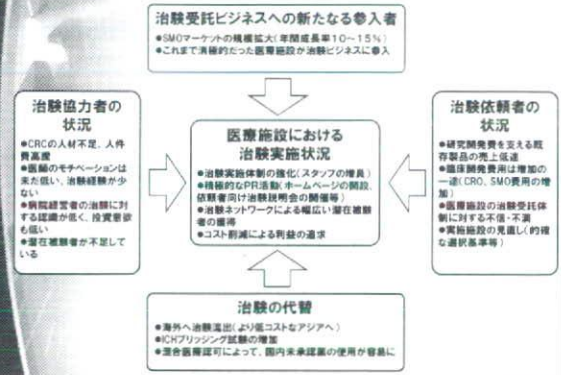 治験受託ビジネスへの新たなる参入者
●SMOマーケットの規模拡大(年間成長率10~15%)
●これまで消極的だった医療施設が治験ビジネスに参入
治験協力者の
状況
●CRCの人材不足、人件
費高騰
●医師のモチベーションは
未だ低い、治験経験が少
ない
●病院経営者の治験に対
する認識が低く、投資意欲
も低い
●潜在被験者が不足して
いる
医療施設における
治験実施状況
●治験実施体制の強化(スタッフの増員)
●積極的なPR活動(ホームページの開設、
依頼者向け治験説明会の開催等)
●治験ネットワークによる幅広い潜在被験
者の獲得
●コスト削減による利益の追求
治験依頼者の
状況
●研究開発費を支える既
存製品の売上低迷
●臨床開発費用は増加の
一途(CRO、SMO費用の増
加)
●医療施設の治験受託体
制に対する不信・不満
●実施施設の見直し(的確
な選択基準等)
治験の代替
●海外へ治験流出(より低コストなアジアへ)
●ICHブリッジング試験の増加
●混合医療認可によって、国内未承認薬の使用が容易に